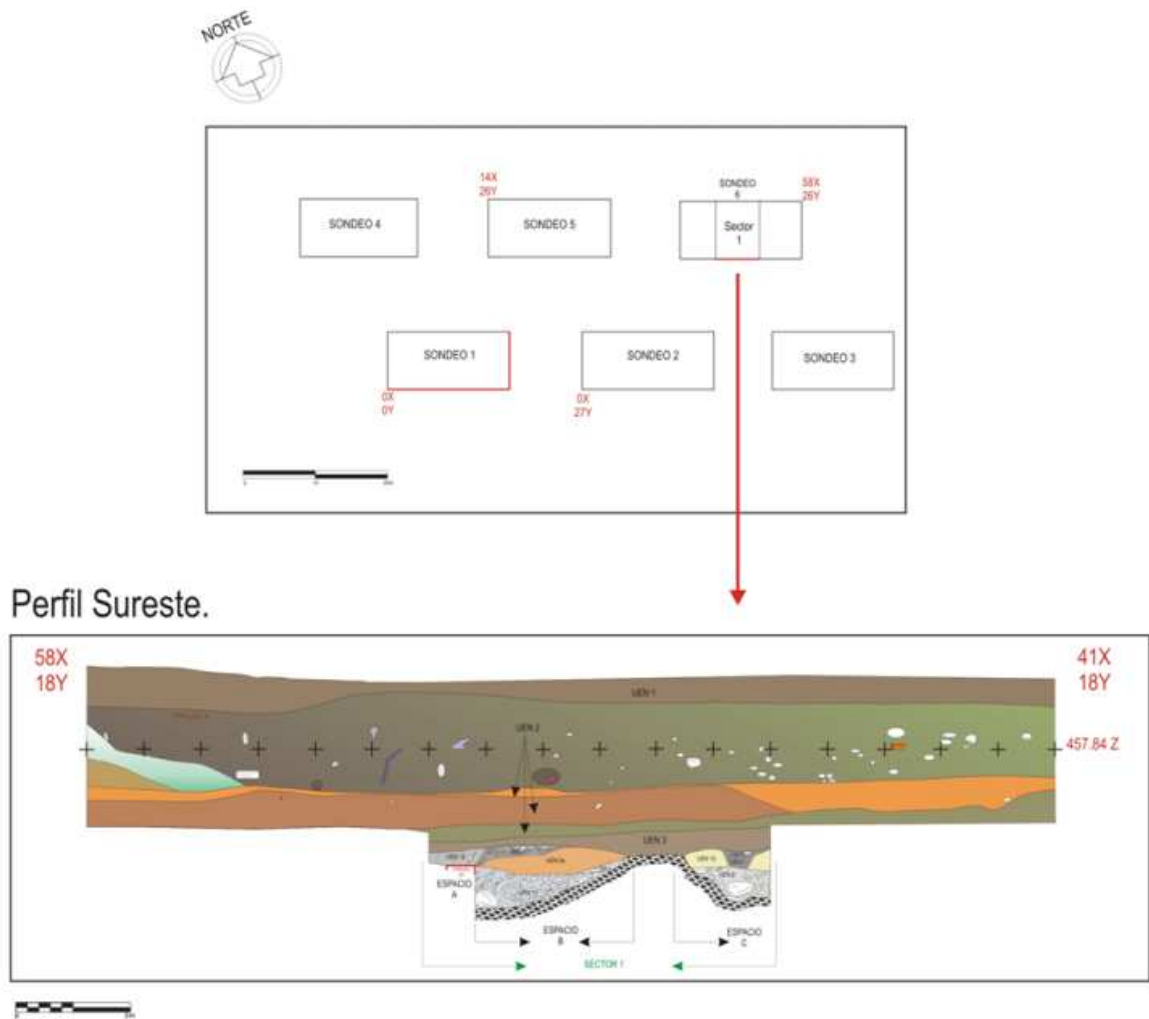 NORTE
14X
26Y
SONDEO
6
58X
26Y
SONDEO 4
SONDEO 5
Sector
1
SONDEO 1
SONDEO 2
SONDEO 3
0X
0Y
0X
27Y
Perfil Sureste.
58X
18Y
41X
18Y
UEN 1
UEN 2
457.84 Z
UEN 3
ESPACIO
A
ESPACIO
B
ESPACIO
C
SECTOR 1